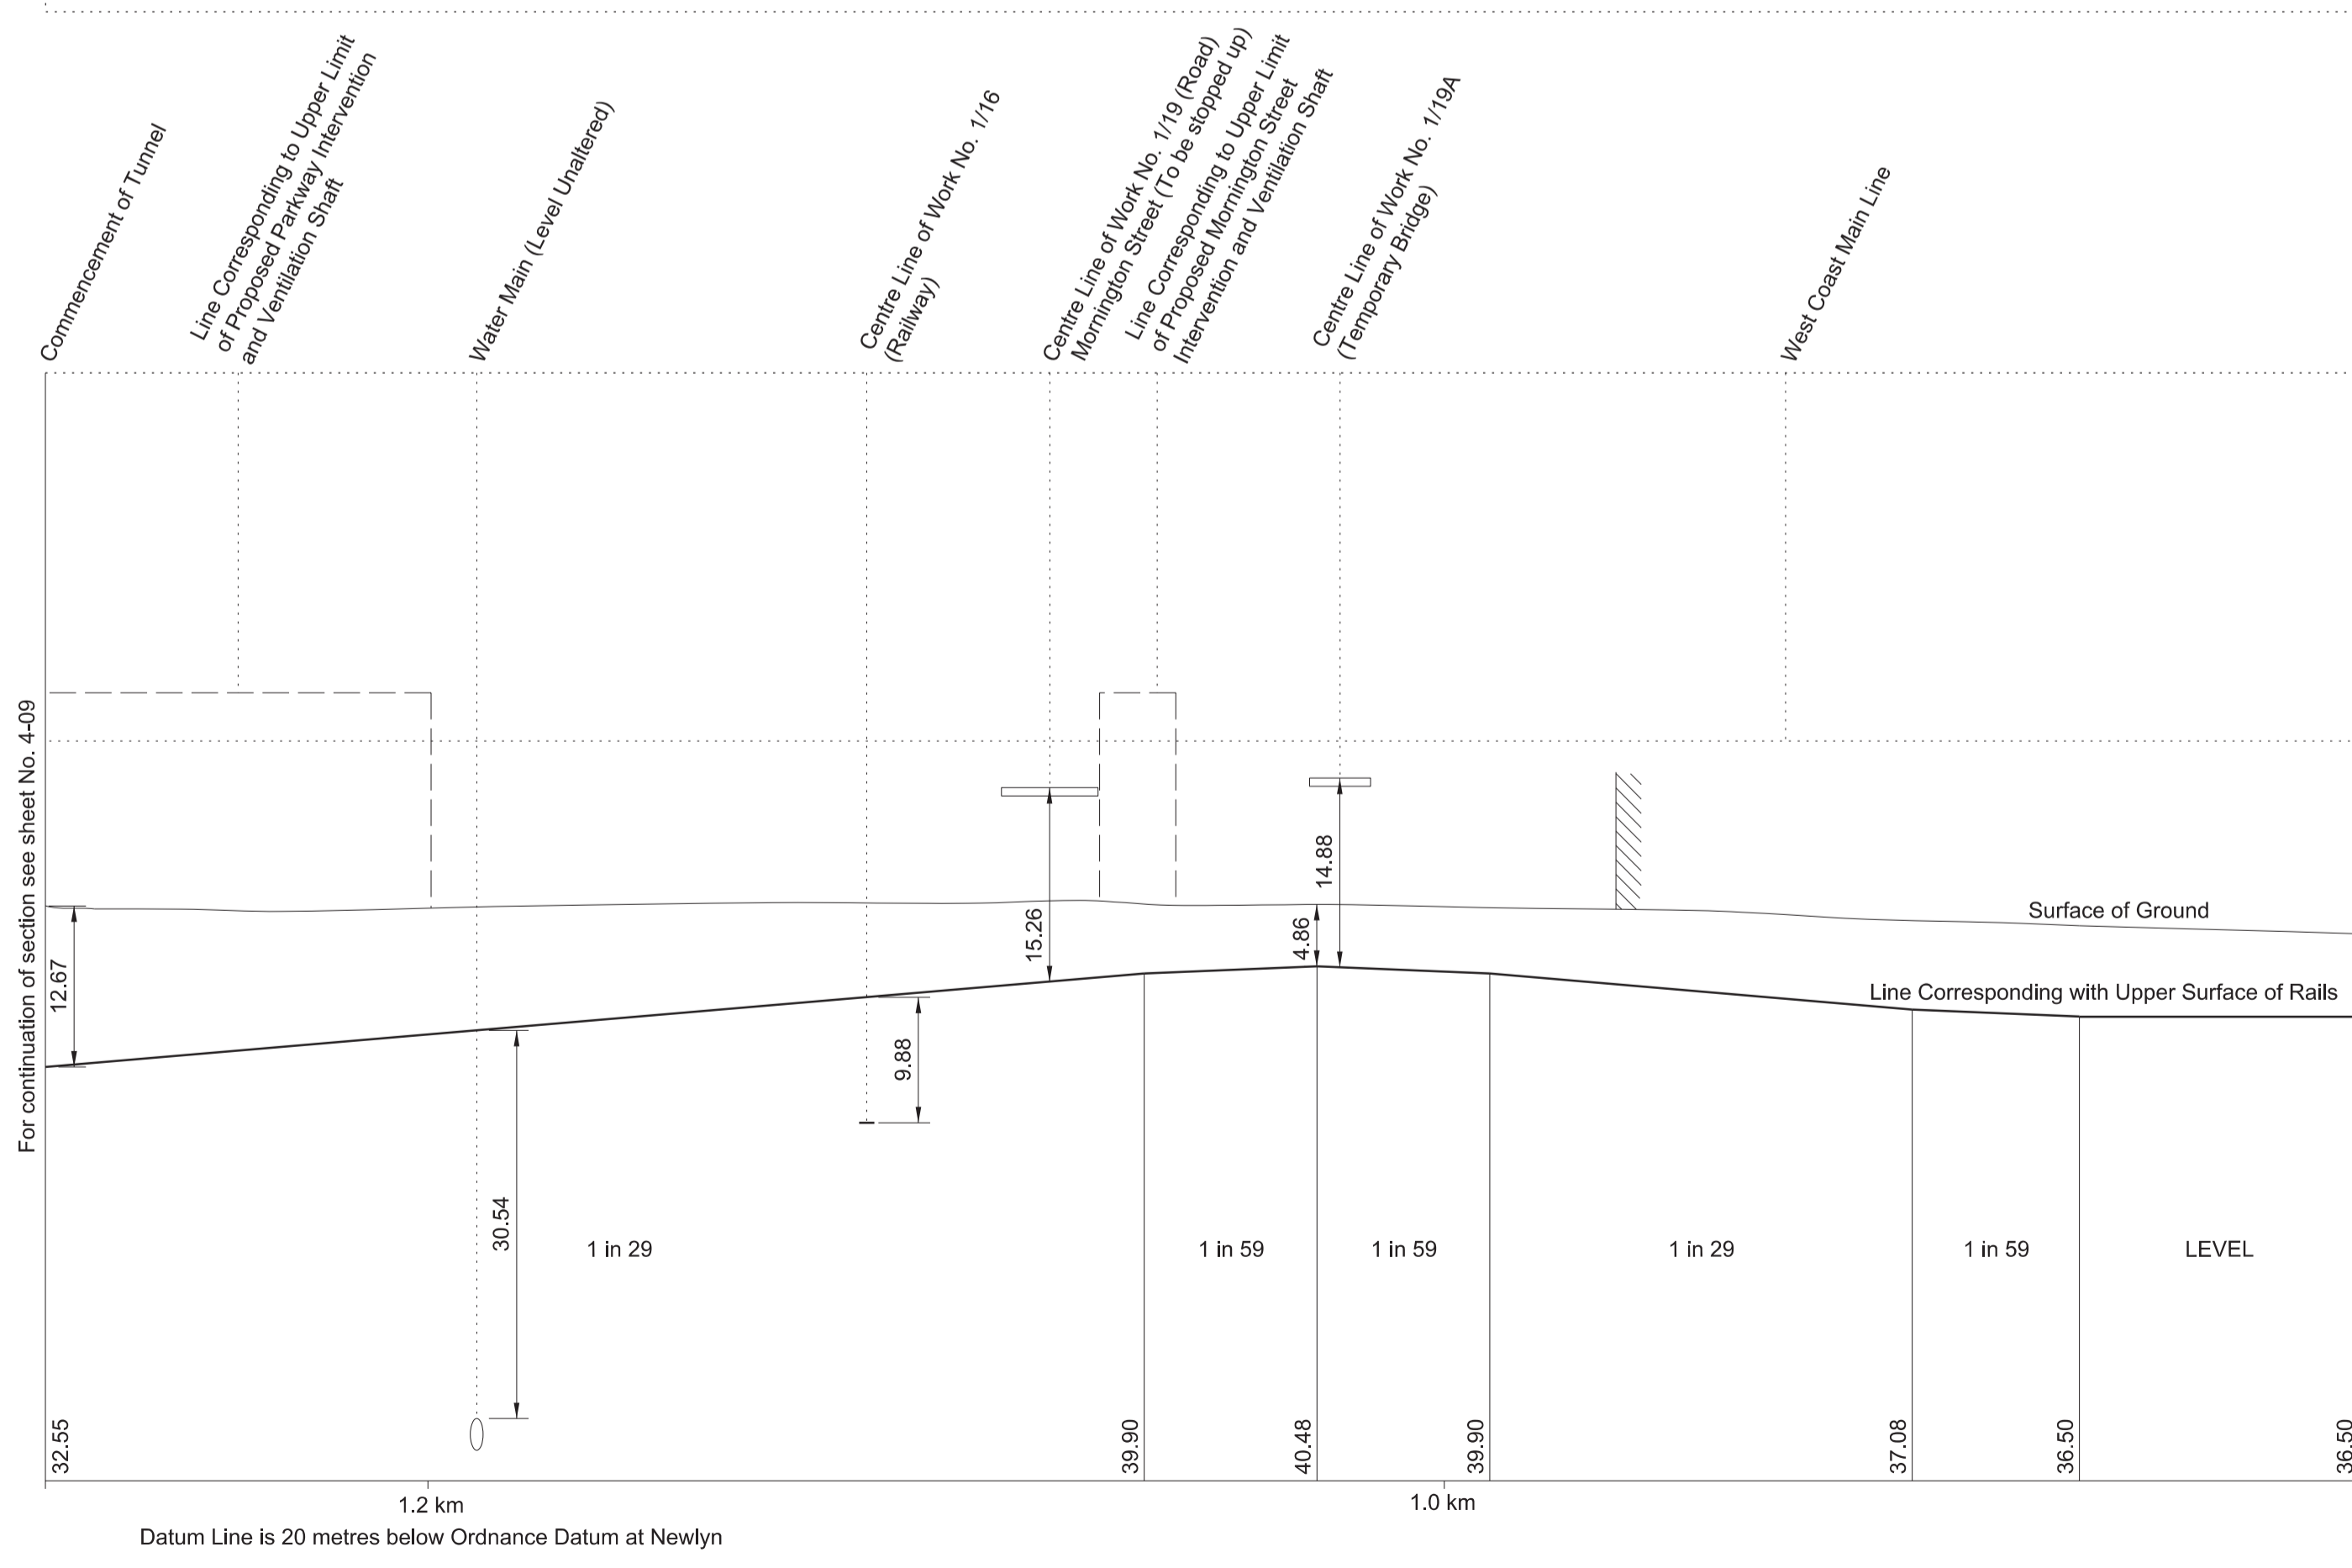 Commencement of Tunnel
Line Corresponding to Upper Limit
of Proposed Parkway Intervention
and Ventilation Shaft
Water Main (Level Unaltered)
Centre Line of Work No. 1/16
(Railway)
Centre Line of Work No. 1/19 (Road)
Mornington Street (To be stopped up)
Line Corresponding to Upper Limit
of Proposed Mornington Street
Intervention and Ventilation Shaft
Centre Line of Work No. 1/19A
(Temporary Bridge)
West Coast Main Line
For continuation of section see sheet No. 4-09
12.67
30.54
9.88
15.26
14.88
4.86
Surface of Ground
Line Corresponding with Upper Surface of Rails
1 in 29
1 in 59
1 in 59
1 in 29
1 in 59
LEVEL
32.55
39.90
40.48
39.90
37.08
36.50
36.50
1.2 km
1.0 km
Datum Line is 20 metres below Ordnance Datum at Newlyn